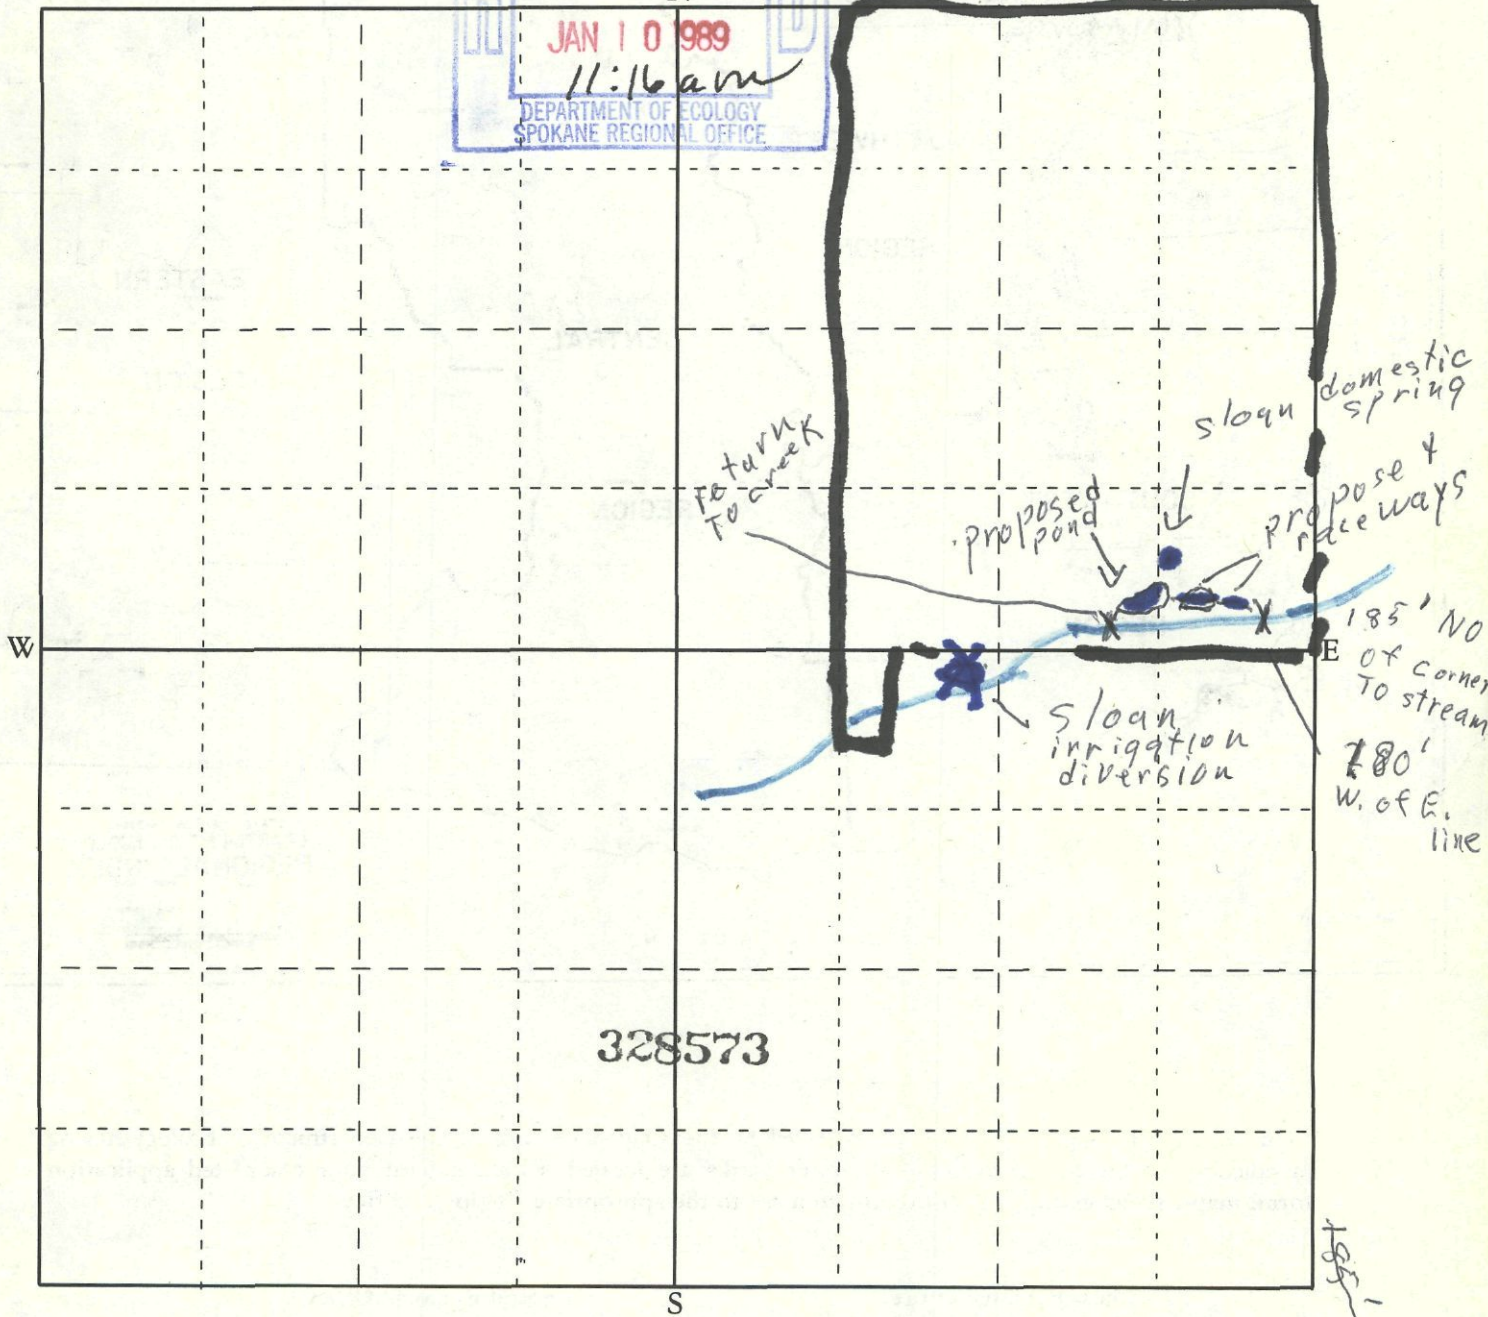 JAN 10 1989
11:16 am
DEPARTMENT OF ECOLOGY
SPOKANE REGIONAL OFFICE
domestic
spring
sloan
return
To creek
proposed
pond
propose
raceways
W
E
185' NO
of corner
To stream
sloan
irrigation
diversion
180'
W. of E.
line
328573
S